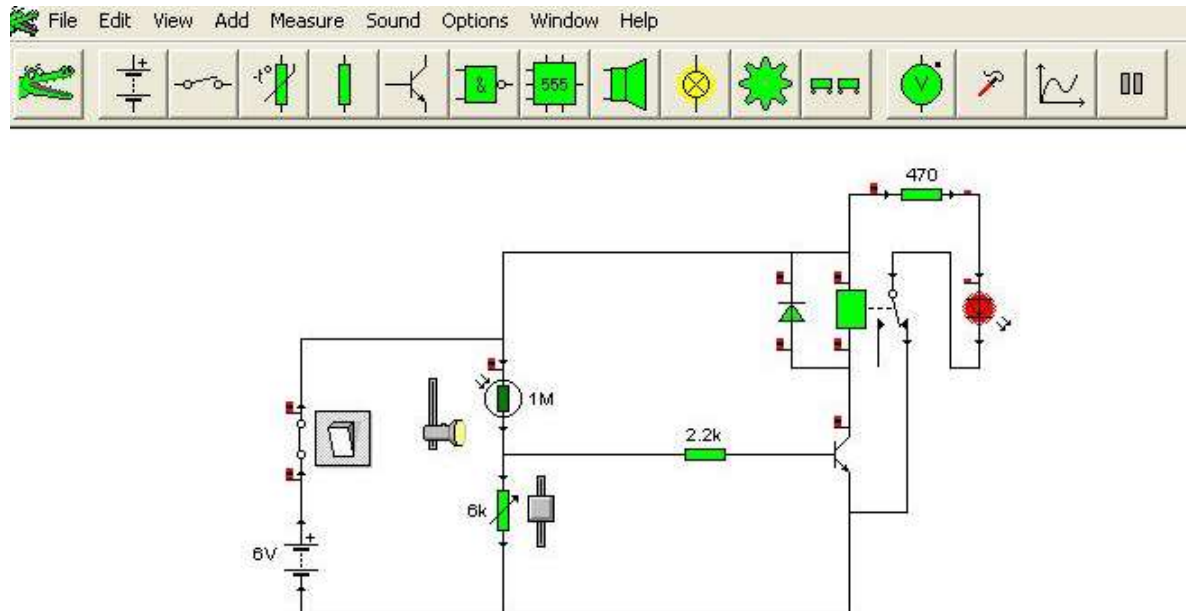 File Edit View Add Measure Sound Options Window Help
-t° & 555 V
470
1M
2.2k
6k
6V